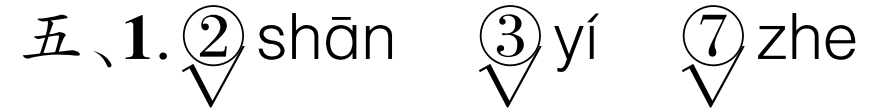 五、1.②√ shān ③√ yí ⑦√ zhe